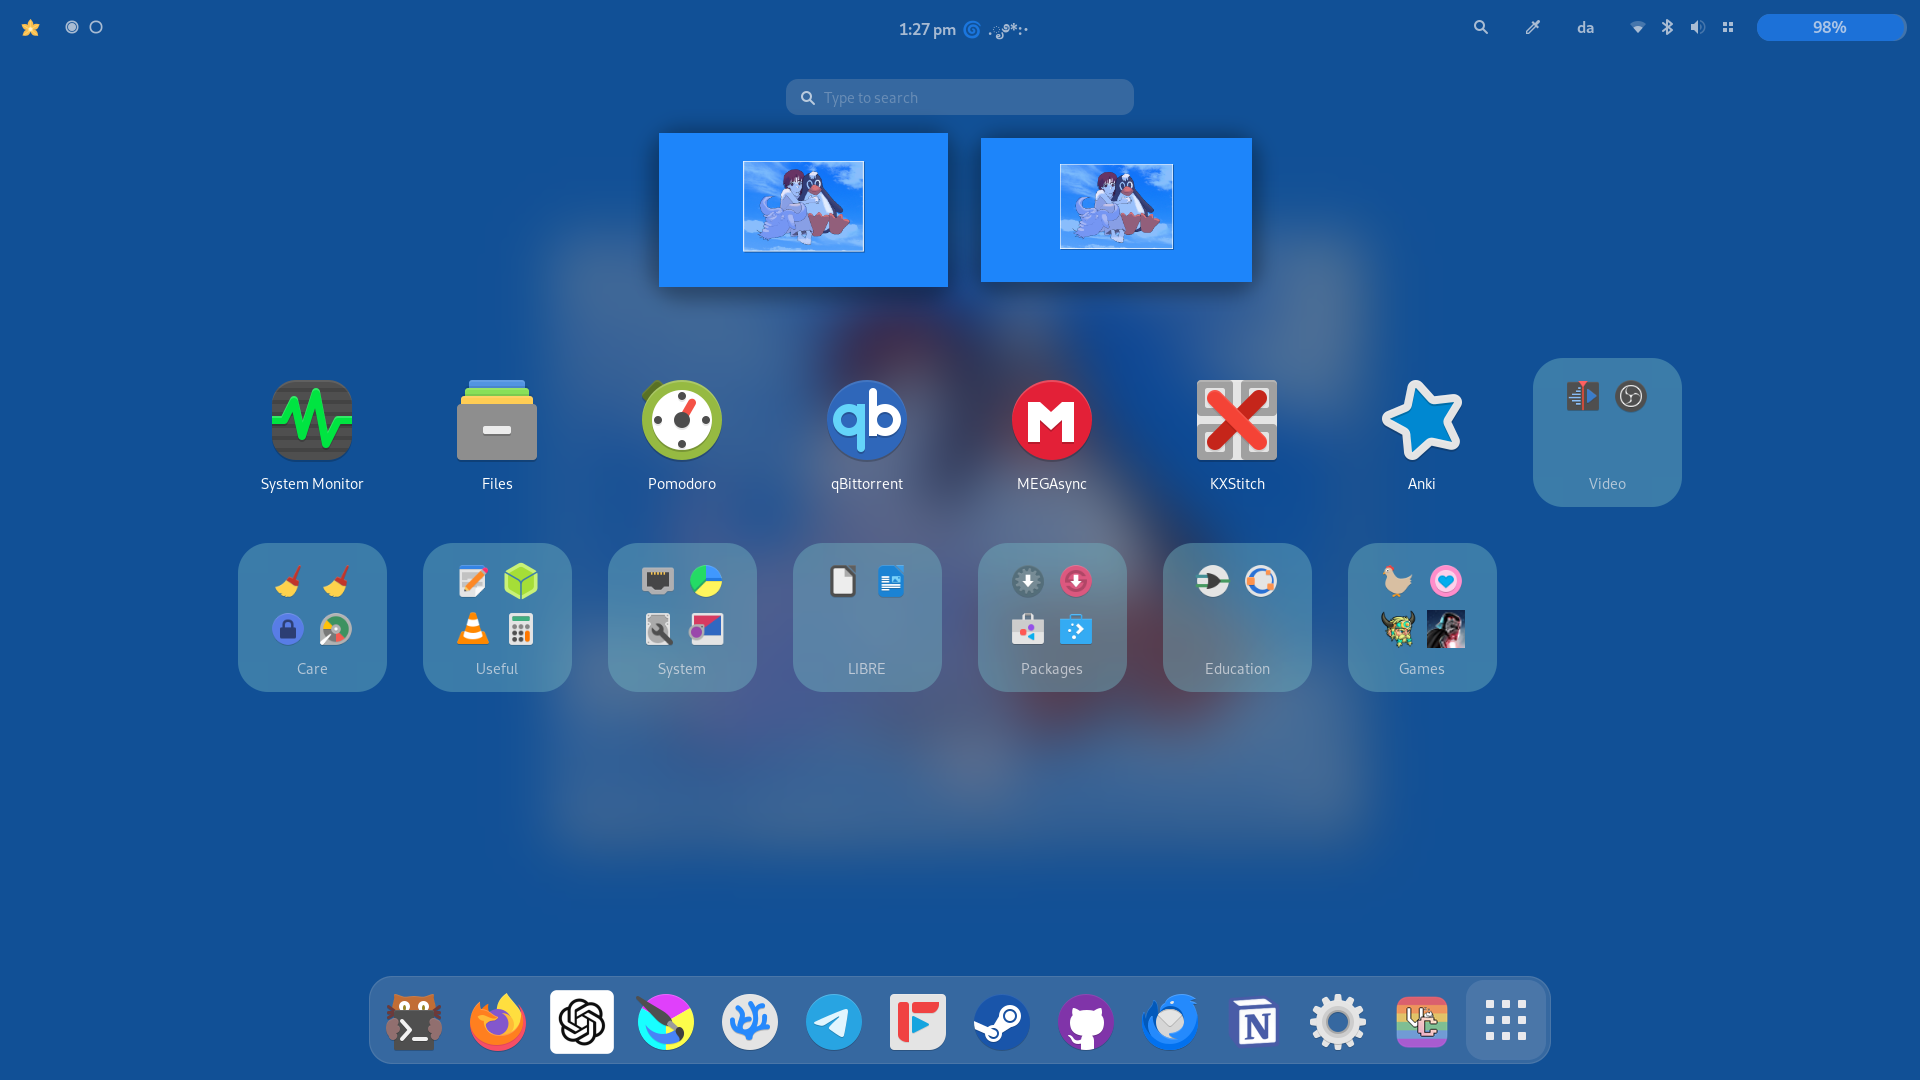 1:27 pm 🌀 .ೃ࿔*:･
da
98%
Type to search
System Monitor
Files
Pomodoro
qBittorrent
MEGAsync
KXStitch
Anki
Video
Care
Useful
System
LIBRE
Packages
Education
Games